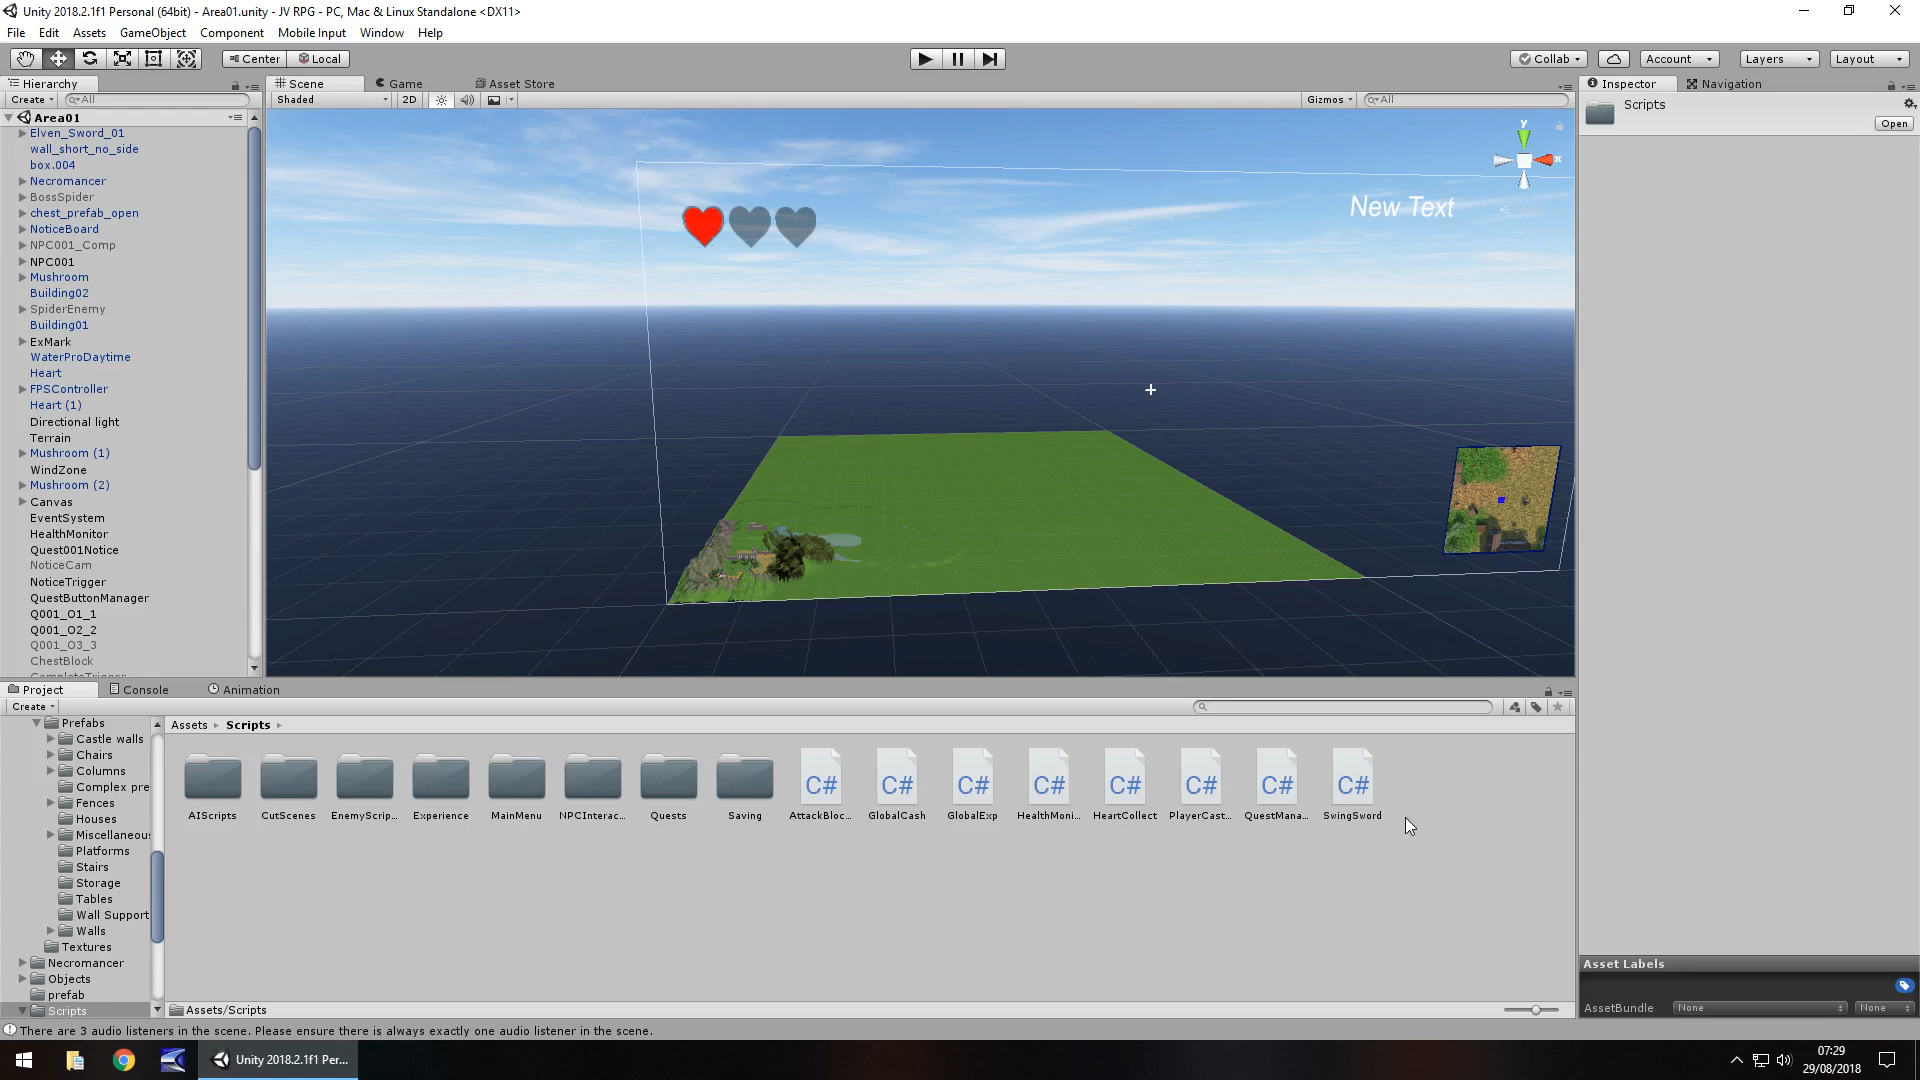 Unity 2018.2.1f1 Personal (64bit) - Area01.unity - JV RPG - PC, Mac & Linux Standalone <DX11>
File Edit Assets GameObject Component Mobile Input Window Help
Center Local
Collab Account Layers Layout
Hierarchy
Create All
Area01
Elven_Sword_01
wall_short_no_side
box.004
Necromancer
BossSpider
chest_prefab_open
NoticeBoard
NPC001_Comp
NPC001
Mushroom
Building02
SpiderEnemy
Building01
ExMark
WaterProDaytime
Heart
FPSController
Heart (1)
Directional light
Terrain
Mushroom (1)
WindZone
Mushroom (2)
Canvas
EventSystem
HealthMonitor
Quest001Notice
NoticeCam
NoticeTrigger
QuestButtonManager
Q001_O1_1
Q001_O2_2
Q001_O3_3
ChestBlock
Scene Game Asset Store
Shaded 2D Gizmos All
y
x
New Text
Inspector Navigation
Scripts
Open
Project Console Animation
Create
Prefabs
Castle walls
Chairs
Columns
Complex pre
Fences
Houses
Miscellaneous
Platforms
Stairs
Storage
Tables
Wall Support
Walls
Textures
Necromancer
Objects
prefab
Scripts
Assets Scripts
C# C# C# C# C# C# C# C#
AIScripts CutScenes EnemyScrip... Experience MainMenu NPCInterac... Quests Saving AttackBloc... GlobalCash GlobalExp HealthMoni... HeartCollect PlayerCast... QuestMana... SwingSword
Assets/Scripts
Asset Labels
AssetBundle None None
There are 3 audio listeners in the scene. Please ensure there is always exactly one audio listener in the scene.
Unity 2018.2.1f1 Per...
07:29
29/08/2018